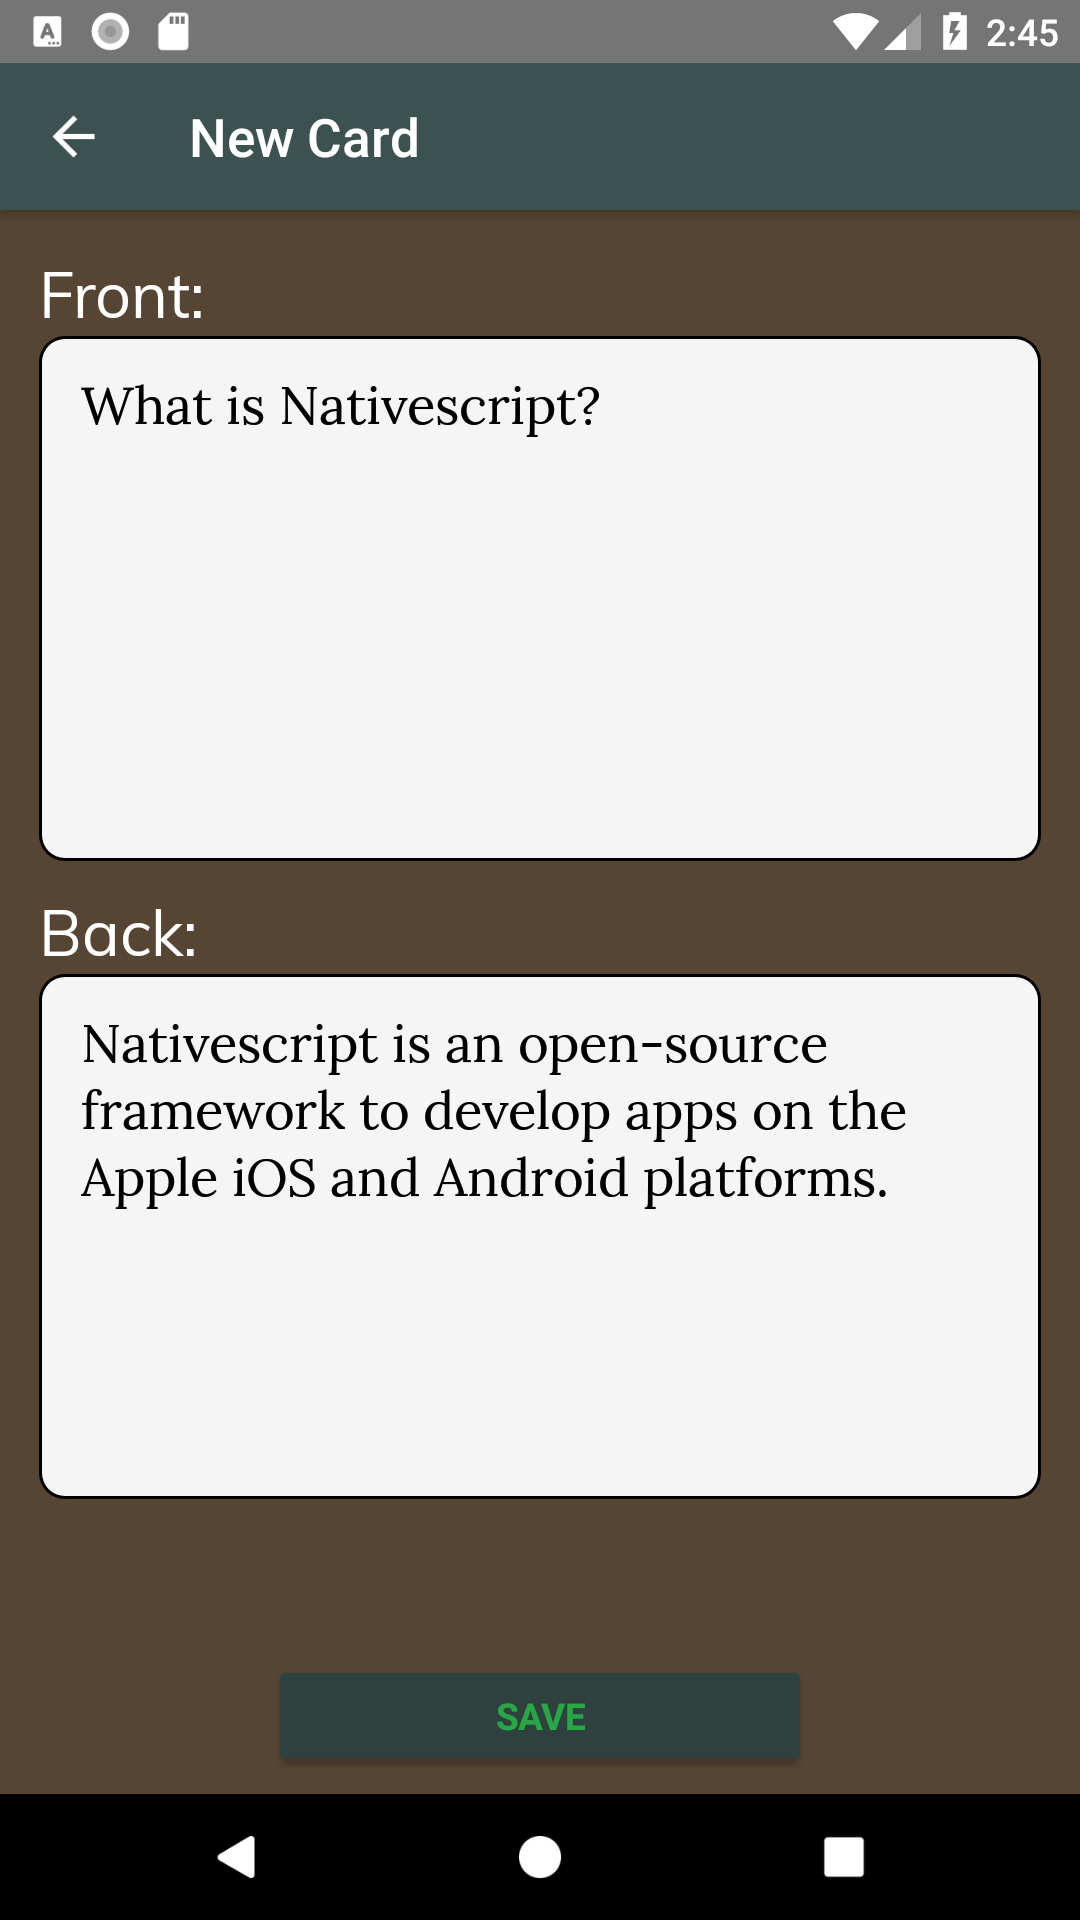 2:45
New Card
Front:
What is Nativescript?
Back:
Nativescript is an open-source
framework to develop apps on the
Apple iOS and Android platforms.
SAVE